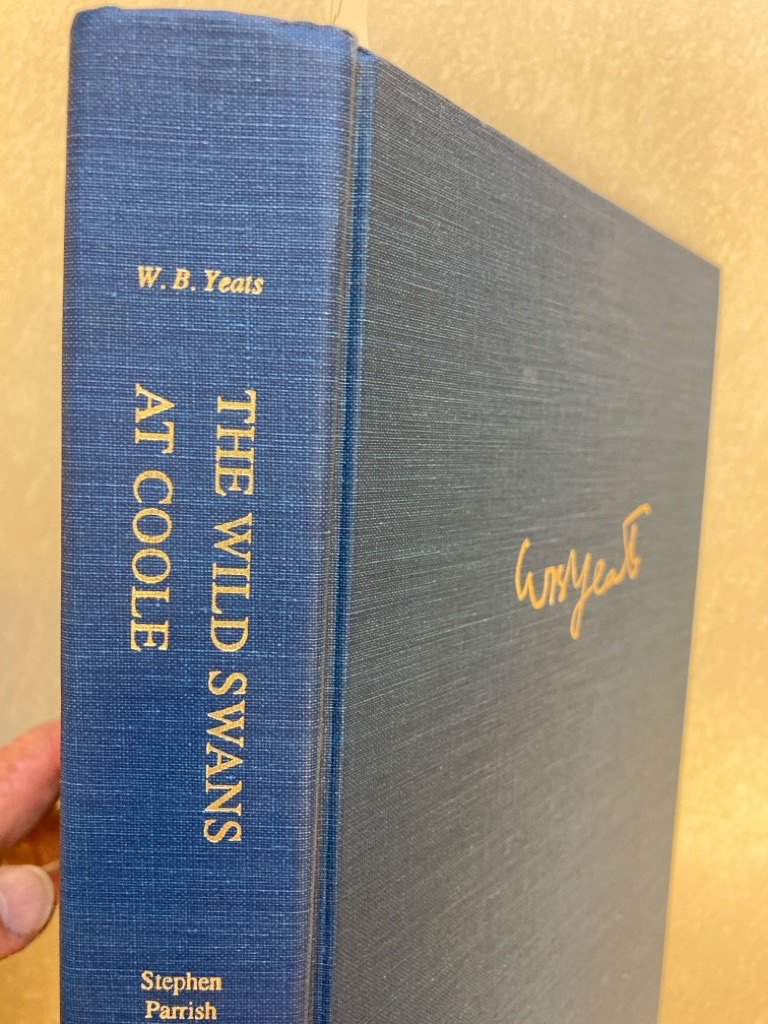 W. B. Yeats
THE WILD SWANS
AT COOLE
Stephen
Parrish
WBYeats